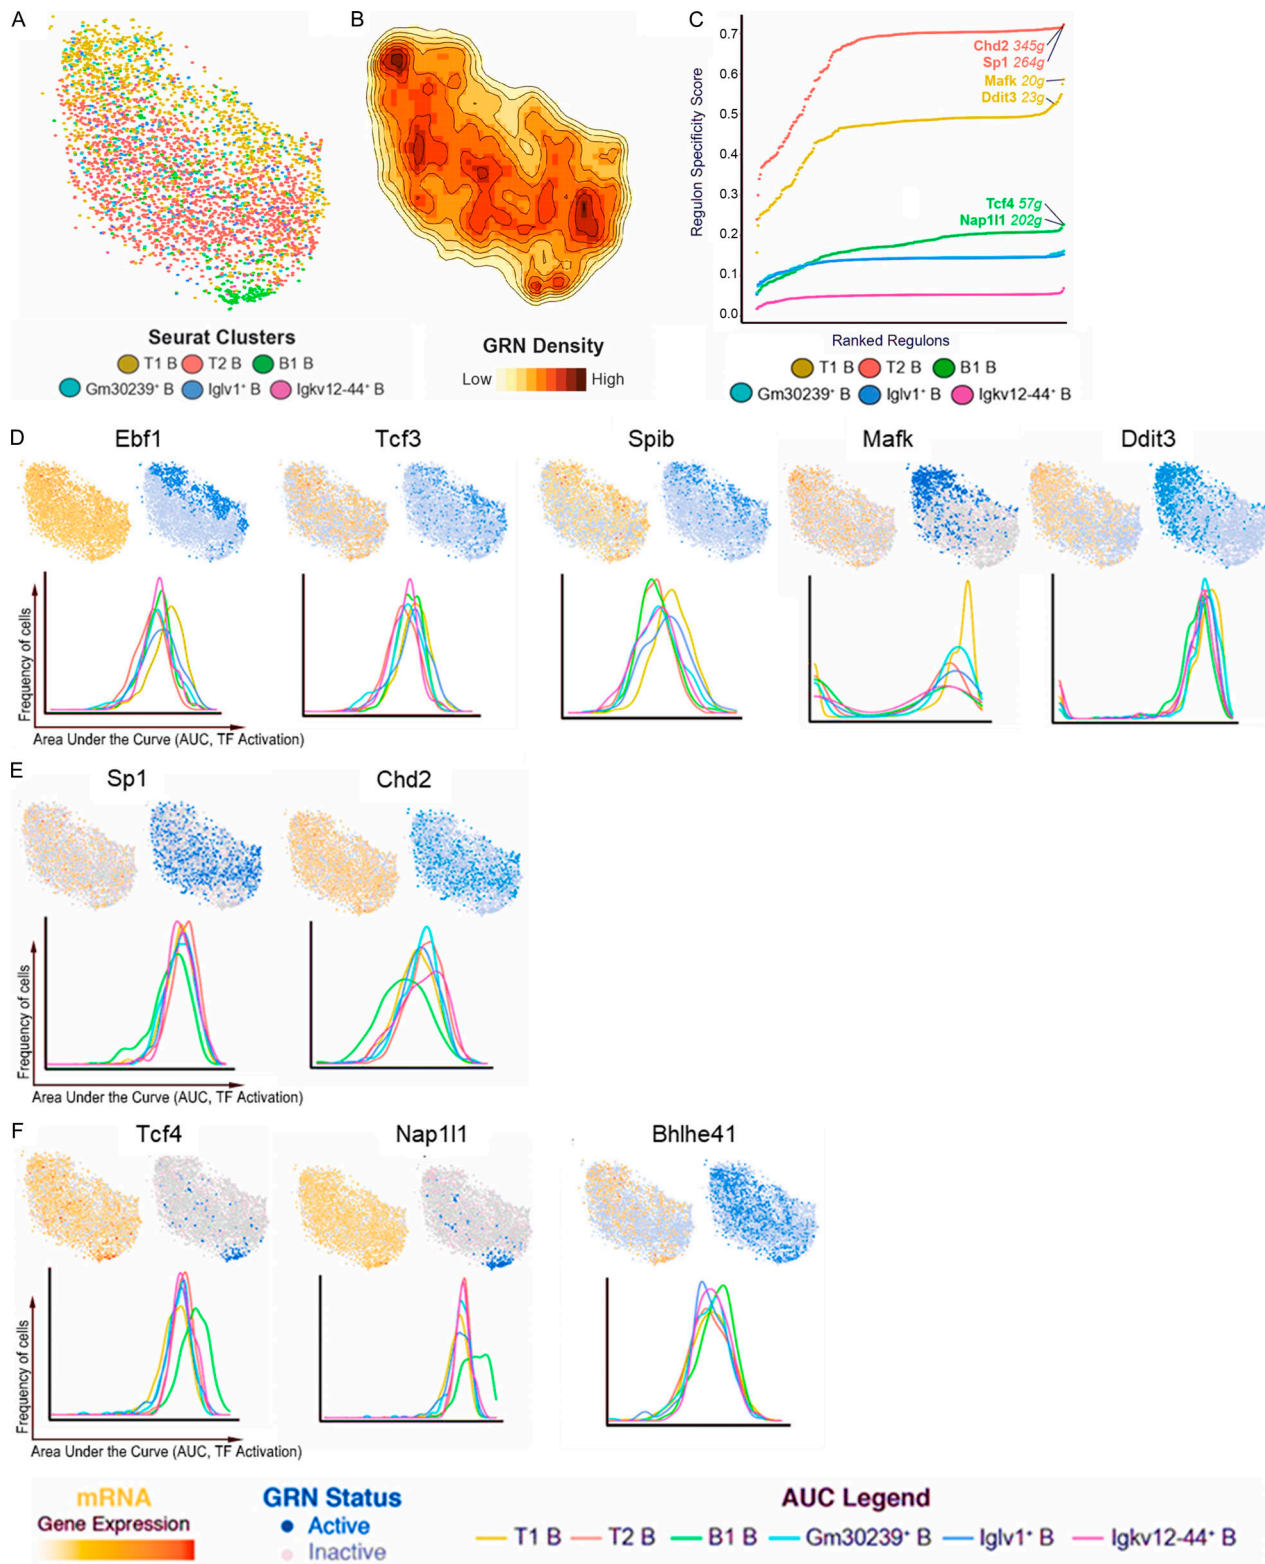 A
B
C
Regulon Specificity Score
0.7
0.6
0.5
0.4
0.3
0.2
0.1
0.0
Chd2 345g
Sp1 264g
Mafk 20g
Ddit3 23g
Tcf4 57g
Nap1l1 202g
Seurat Clusters
T1 B T2 B B1 B
Gm30239+ B Iglv1+ B Igkv12-44+ B
GRN Density
Low High
Ranked Regulons
T1 B T2 B B1 B
Gm30239+ B Iglv1+ B Igkv12-44+ B
D
Ebf1
Tcf3
Spib
Mafk
Ddit3
Frequency of cells
Area Under the Curve (AUC, TF Activation)
E
Sp1
Chd2
Frequency of cells
Area Under the Curve (AUC, TF Activation)
F
Tcf4
Nap1l1
Bhlhe41
Frequency of cells
Area Under the Curve (AUC, TF Activation)
mRNA
Gene Expression
GRN Status
Active
Inactive
AUC Legend
T1 B T2 B B1 B Gm30239+ B Iglv1+ B Igkv12-44+ B